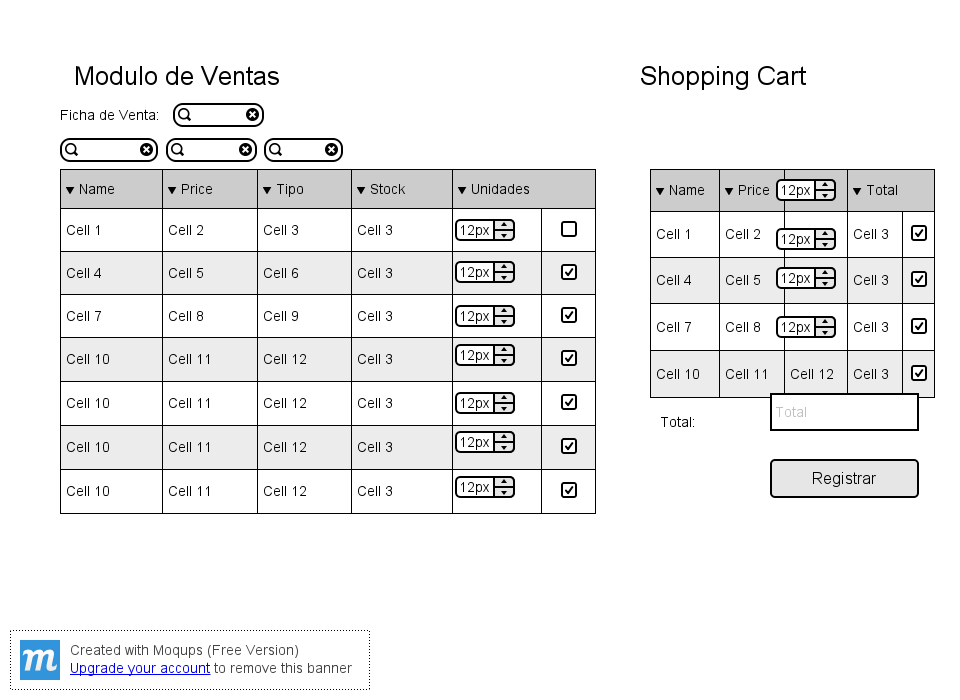 Modulo de Ventas
Ficha de Venta:
Name Price Tipo Stock Unidades
Cell 1 Cell 2 Cell 3 Cell 3 12px
Cell 4 Cell 5 Cell 6 Cell 3 12px
Cell 7 Cell 8 Cell 9 Cell 3 12px
Cell 10 Cell 11 Cell 12 Cell 3 12px
Cell 10 Cell 11 Cell 12 Cell 3 12px
Cell 10 Cell 11 Cell 12 Cell 3 12px
Cell 10 Cell 11 Cell 12 Cell 3 12px
Shopping Cart
Name Price 12px Total
Cell 1 Cell 2 12px Cell 3
Cell 4 Cell 5 12px Cell 3
Cell 7 Cell 8 12px Cell 3
Cell 10 Cell 11 Cell 12 Cell 3
Total: Total
Registrar
m Created with Moqups (Free Version)
Upgrade your account to remove this banner